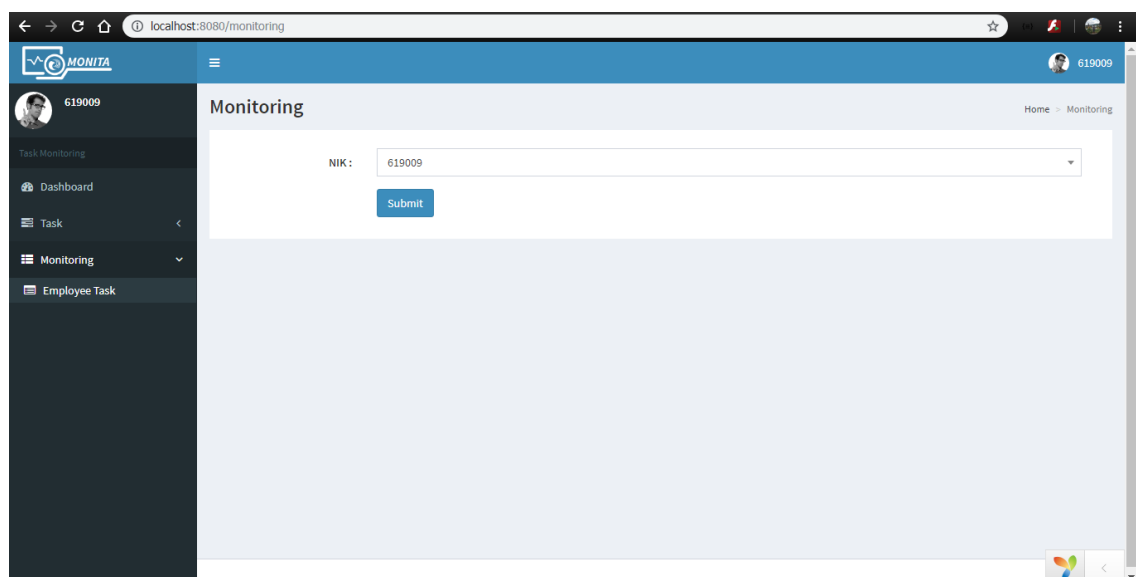 localhost:8080/monitoring
MONITA
619009
619009
Monitoring
Home > Monitoring
Task Monitoring
NIK :
619009
Dashboard
Submit
Task
Monitoring
Employee Task